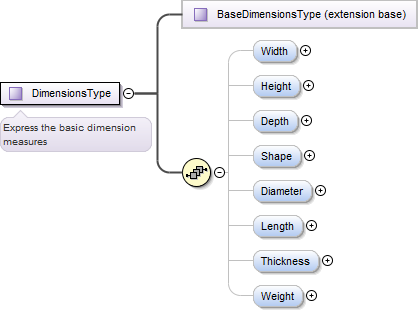 BaseDimensionsType (extension base)
DimensionsType
Express the basic dimension
measures
Width
Height
Depth
Shape
Diameter
Length
Thickness
Weight